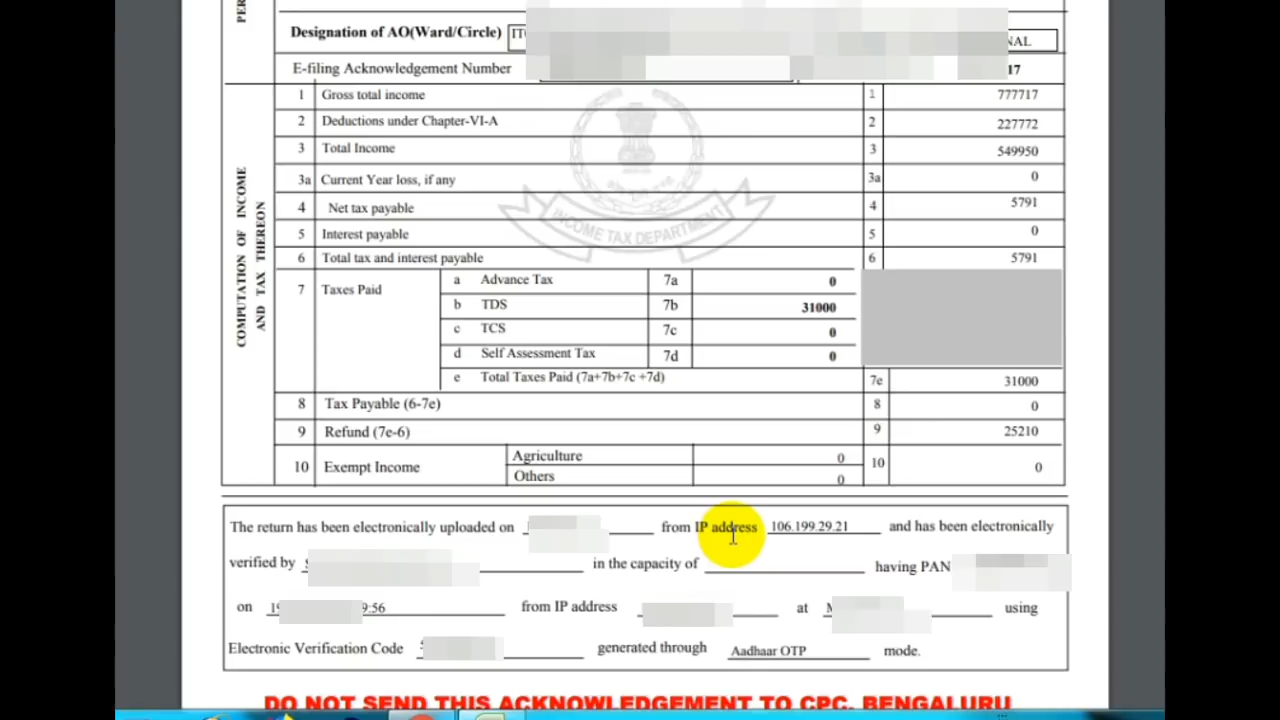 PER
Designation of AO(Ward/Circle) NAL
E-filing Acknowledgement Number 17
COMPUTATION OF INCOME
AND TAX THEREON
1 Gross total income 1 777717
2 Deductions under Chapter-VI-A 2 227772
3 Total Income 3 549950
3a Current Year loss, if any 3a 0
4 Net tax payable 4 5791
5 Interest payable 5 0
6 Total tax and interest payable 6 5791
7 Taxes Paid
a Advance Tax 7a 0
b TDS 7b 31000
c TCS 7c 0
d Self Assessment Tax 7d 0
e Total Taxes Paid (7a+7b+7c +7d) 7e 31000
8 Tax Payable (6-7e) 8 0
9 Refund (7e-6) 9 25210
10 Exempt Income Agriculture 0 10 0
Others 0
INCOME TAX DEPARTMENT
The return has been electronically uploaded on from IP address 106.199.29.21 and has been electronically
verified by in the capacity of having PAN
on 9:56 from IP address at using
Electronic Verification Code generated through Aadhaar OTP mode.
DO NOT SEND THIS ACKNOWLEDGEMENT TO CPC, BENGALURU